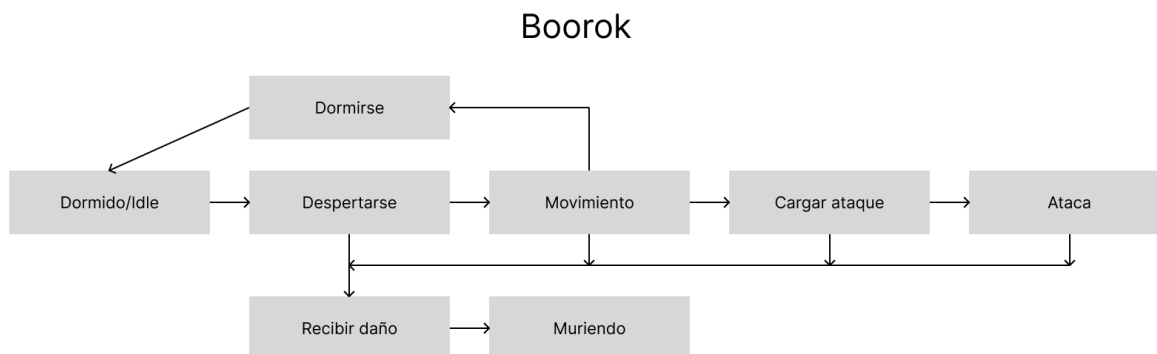 Boorok
Dormirse
Dormido/Idle
Despertarse
Movimiento
Cargar ataque
Ataca
Recibir daño
Muriendo